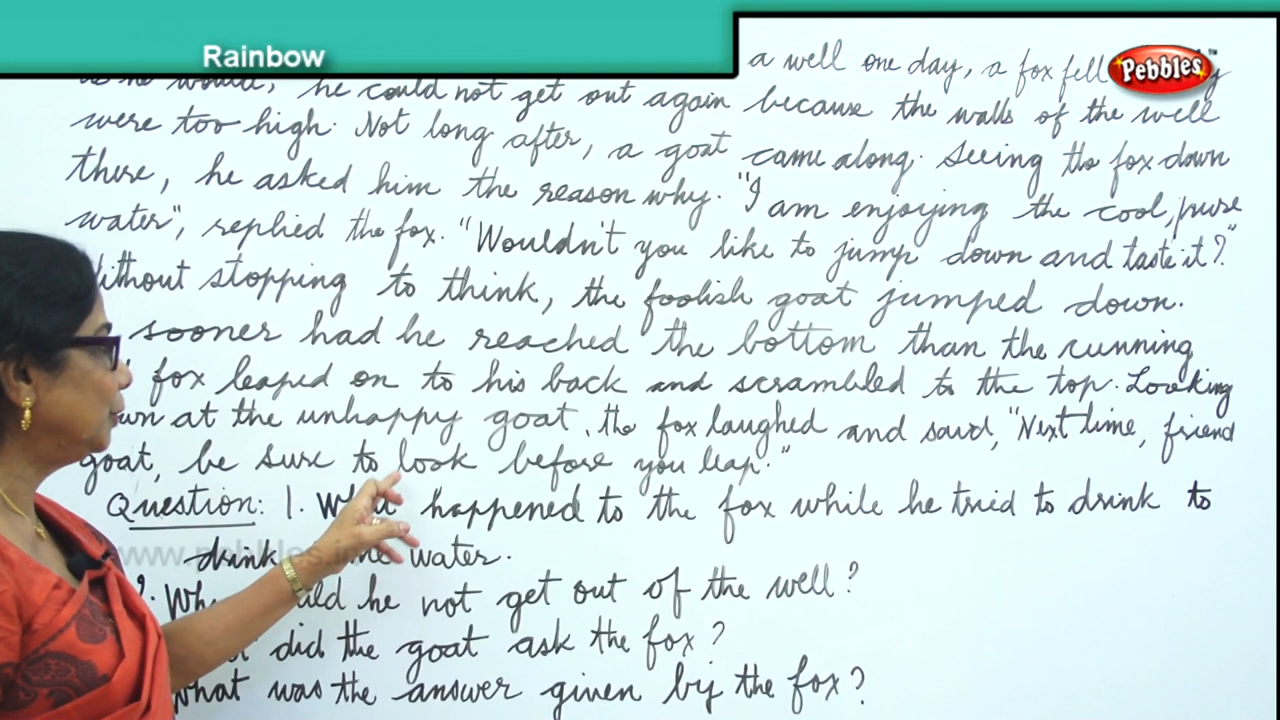 Rainbow
Pebbles
a well one day, a fox fell
he could not get out again because the walls of the well
were too high. Not long after, a goat came along. Seeing the fox down
there, he asked him the reason why. "I am enjoying the cool, pure
water", replied the fox. "Wouldn't you like to jump down and taste it?"
ithout stopping to think, the foolish goat jumped down.
sooner had he reached the bottom than the cunning
fox leaped on to his back and scrambled to the top. Looking
wn at the unhappy goat, the fox laughed and said, "Next time, friend
goat, be sure to look before you leap."
Question: 1. What happened to the fox while he tried to drink to
drink water.
2. he not get out of the well?
did the goat ask the fox?
What was the answer given by the fox?